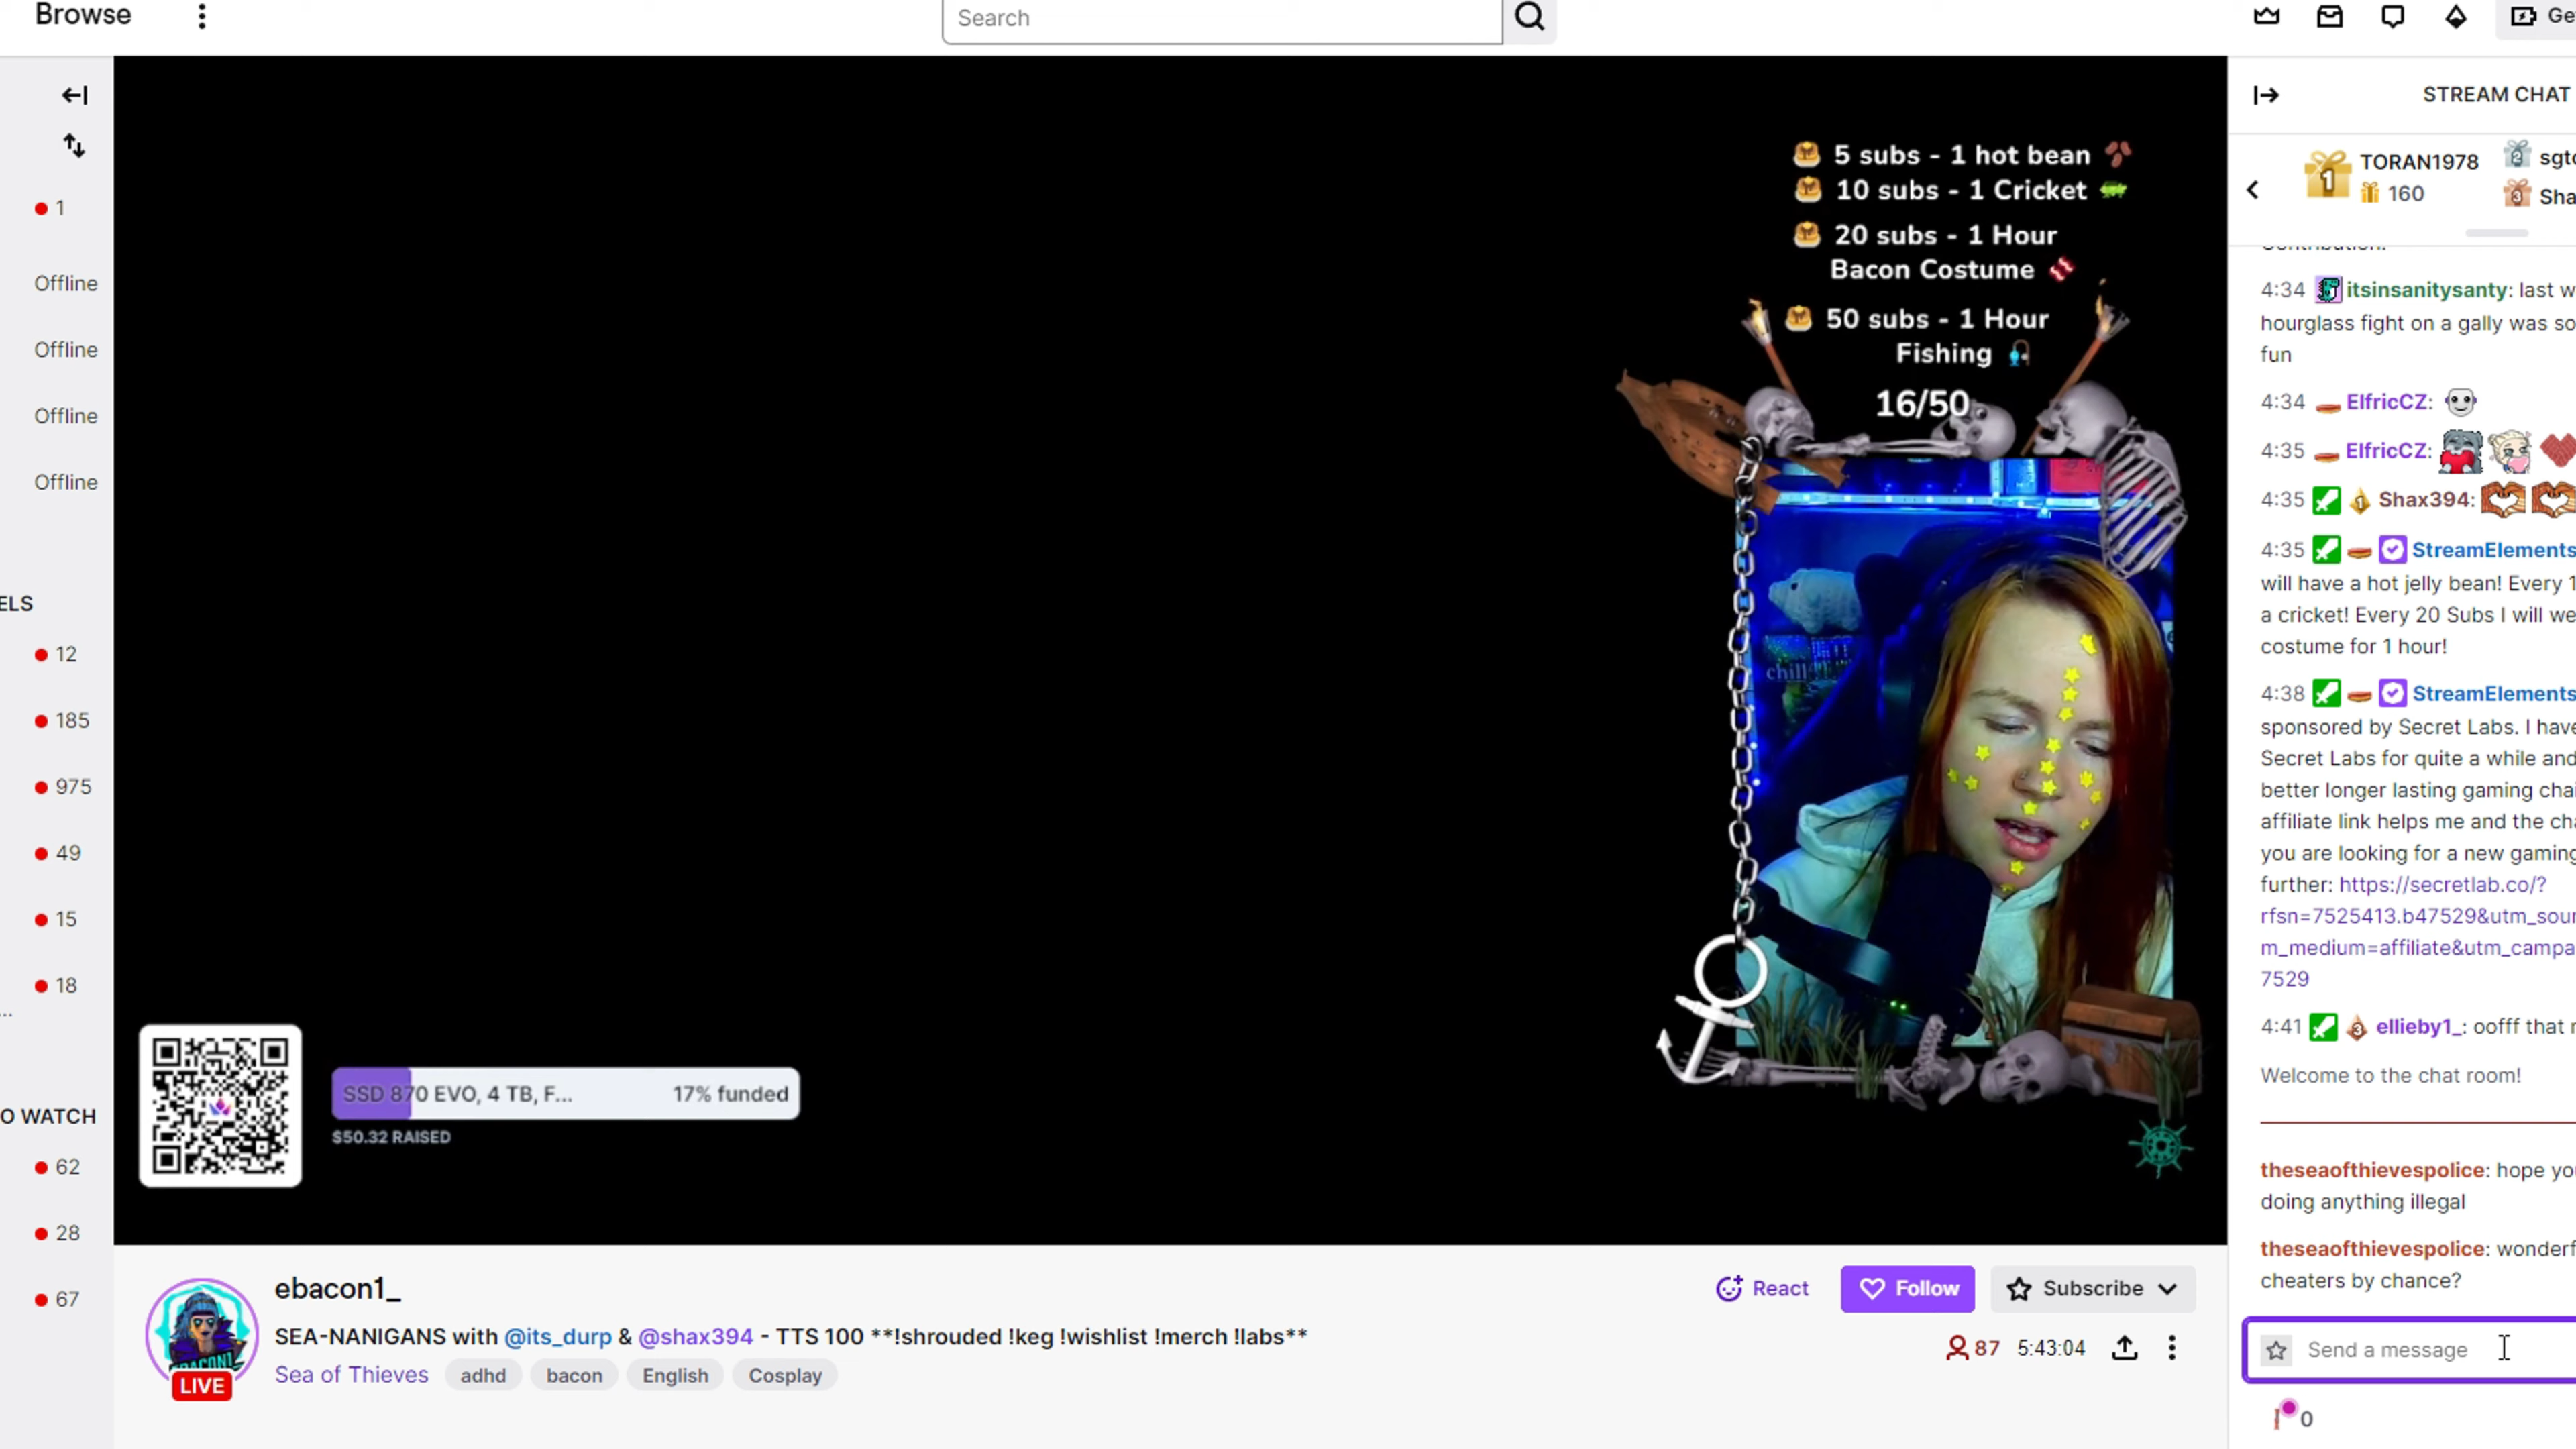 Browse
Search
Ge
STREAM CHAT
1
Offline
Offline
Offline
Offline
ELS
12
185
975
49
15
18
...
O WATCH
62
28
67
5 subs - 1 hot bean
10 subs - 1 Cricket
20 subs - 1 Hour
Bacon Costume
50 subs - 1 Hour
Fishing
16/50
chill
SSD 870 EVO, 4 TB, F...
17% funded
$50.32 RAISED
ebacon1_
SEA-NANIGANS with @its_durp & @shax394 - TTS 100 **!shrouded !keg !wishlist !merch !labs**
Sea of Thieves
adhd
bacon
English
Cosplay
LIVE
React
Follow
Subscribe
87
5:43:04
1
TORAN1978
160
2
sgt
3
Sha
4:34 itsinsanitysanty: last w
hourglass fight on a gally was so
fun
4:34 ElfricCZ:
4:35 ElfricCZ:
4:35 1 Shax394:
4:35 StreamElements
will have a hot jelly bean! Every 1
a cricket! Every 20 Subs I will we
costume for 1 hour!
4:38 StreamElements
sponsored by Secret Labs. I have
Secret Labs for quite a while and
better longer lasting gaming chai
affiliate link helps me and the cha
you are looking for a new gaming
further: https://secretlab.co/?
rfsn=7525413.b47529&utm_sour
m_medium=affiliate&utm_campa
7529
4:41 3 ellieby1_: oofff that r
Welcome to the chat room!
theseaofthievespolice: hope yo
doing anything illegal
theseaofthievespolice: wonderf
cheaters by chance?
Send a message
0